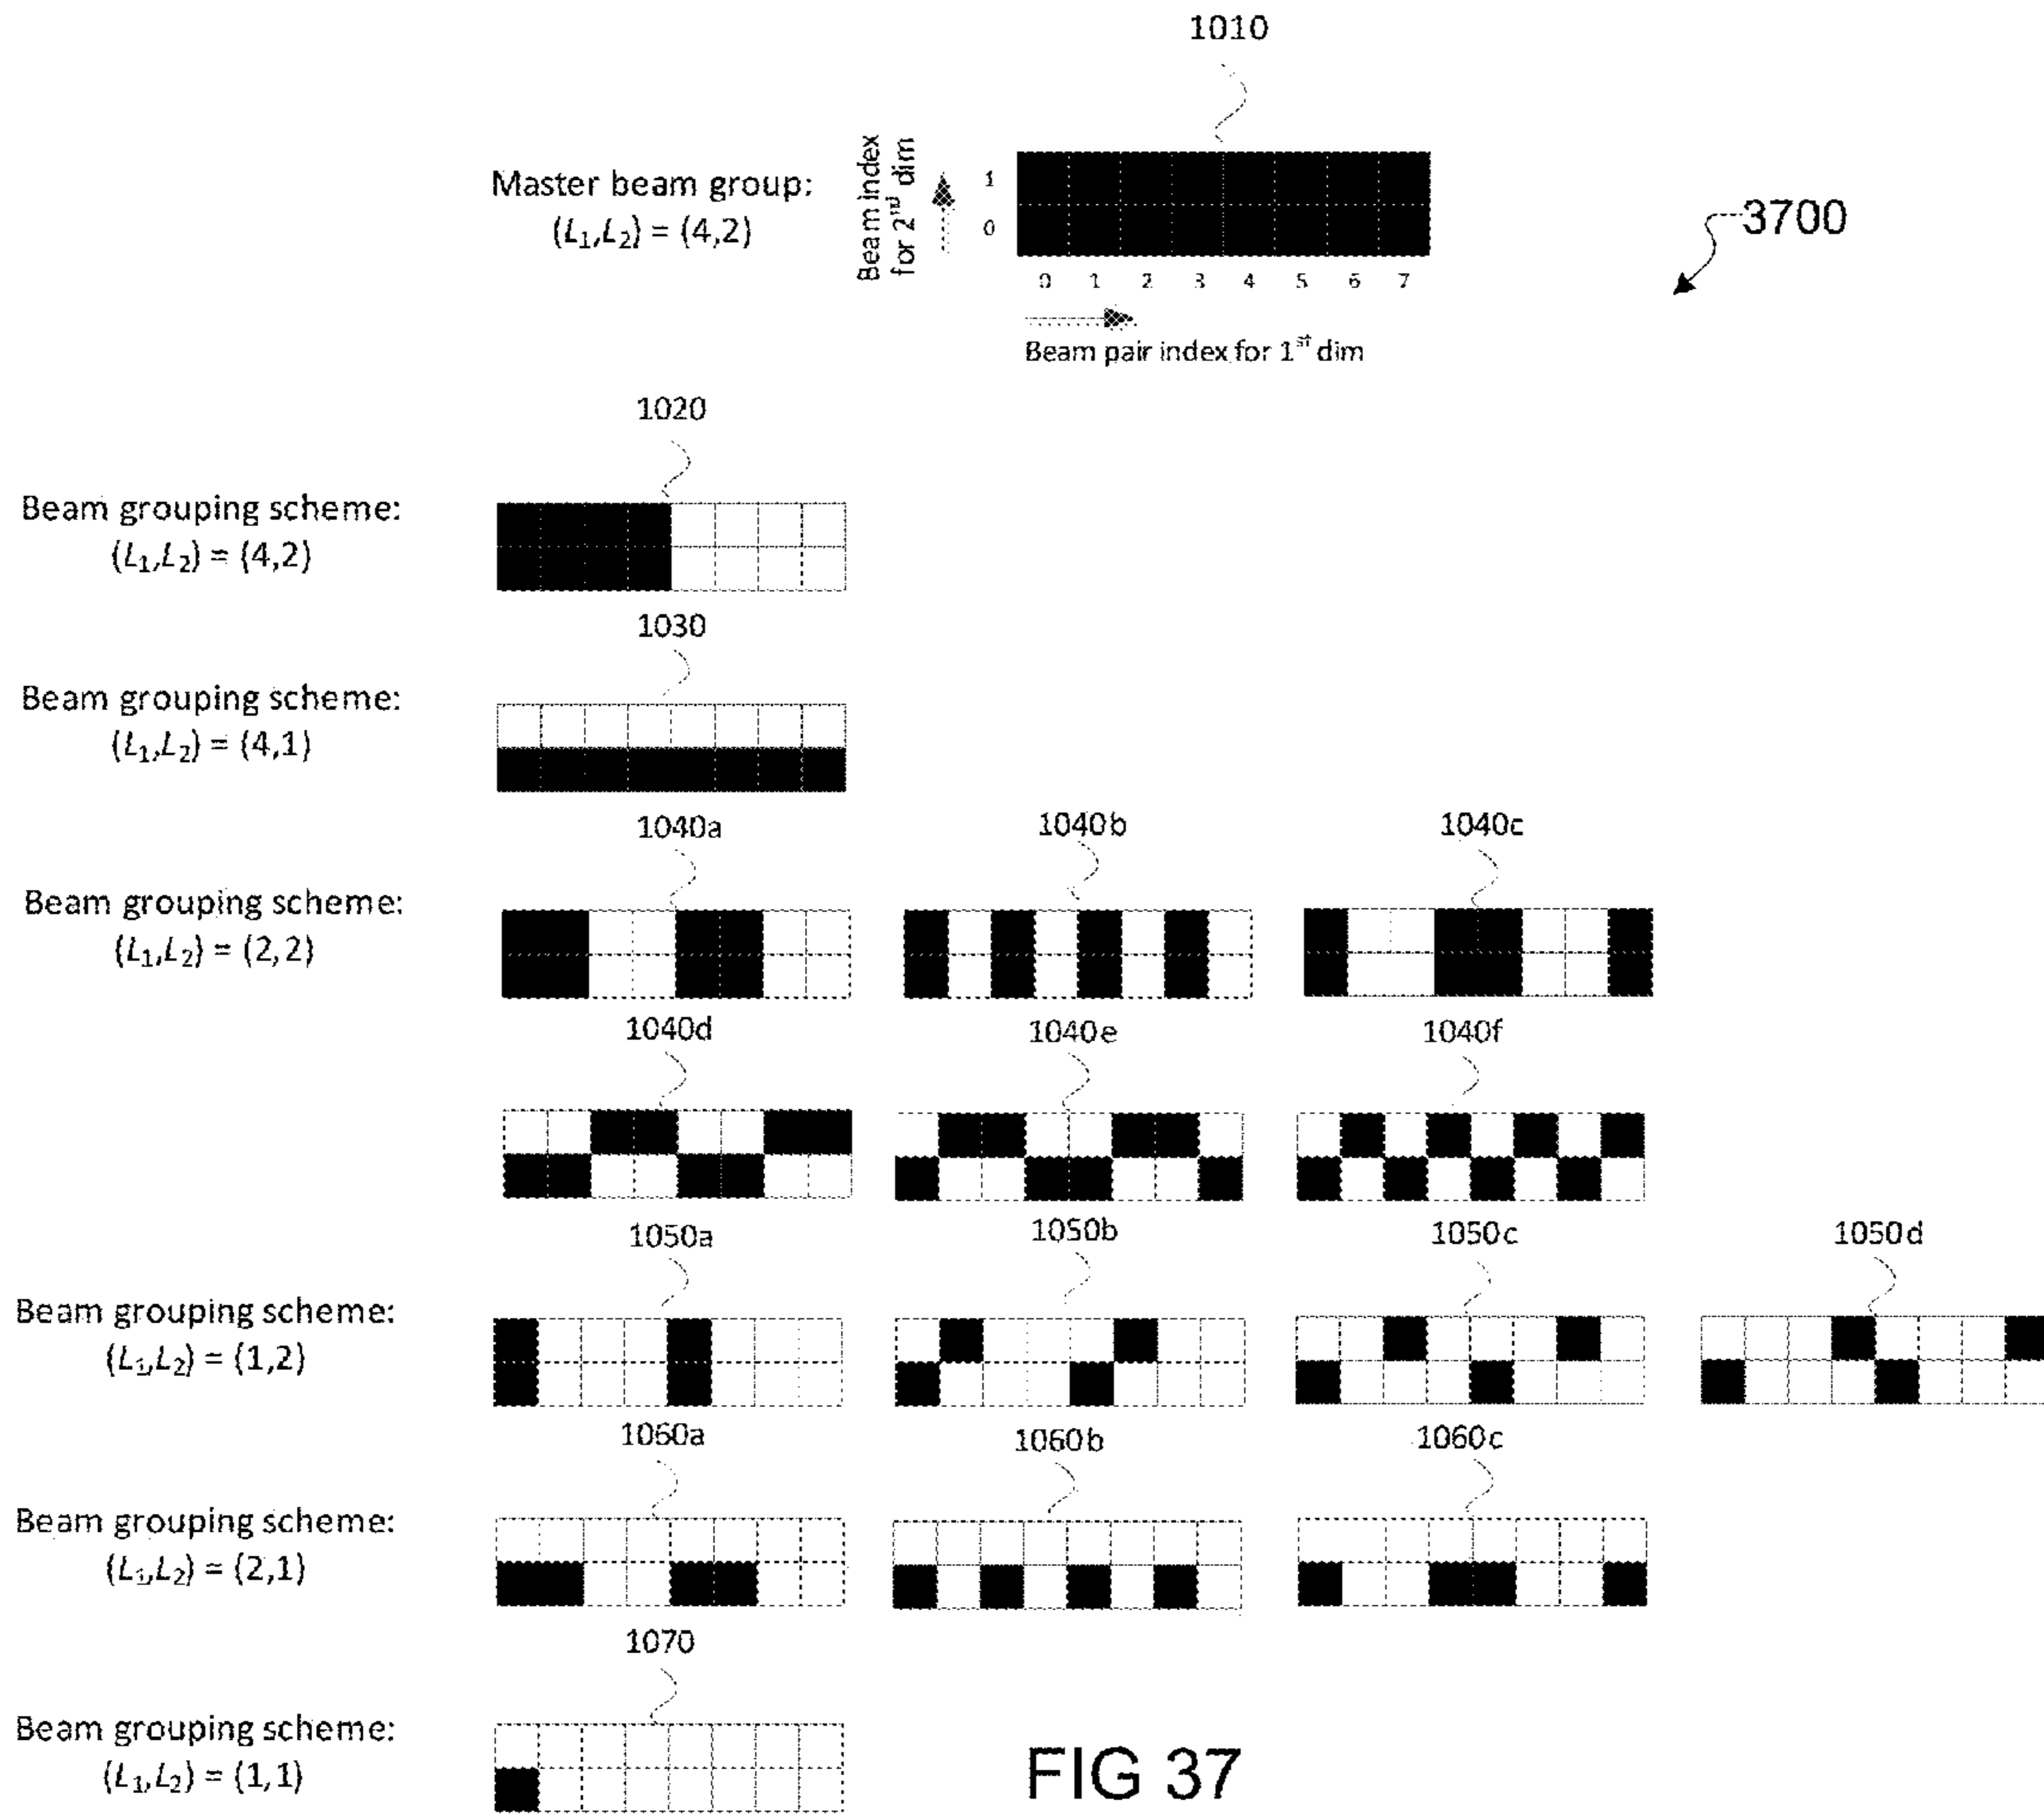 1010
Master beam group:
(L1,L2) = (4,2)
Beam index
for 2nd dim
1
0
3700
0 1 2 3 4 5 6 7
Beam pair index for 1st dim
1020
Beam grouping scheme:
(L1,L2) = (4,2)
1030
Beam grouping scheme:
(L1,L2) = (4,1)
1040a 1040b 1040c
Beam grouping scheme:
(L1,L2) = (2,2)
1040d 1040e 1040f
1050a 1050b 1050c 1050d
Beam grouping scheme:
(L1,L2) = (1,2)
1060a 1060b 1060c
Beam grouping scheme:
(L1,L2) = (2,1)
1070
Beam grouping scheme:
(L1,L2) = (1,1)
FIG 37